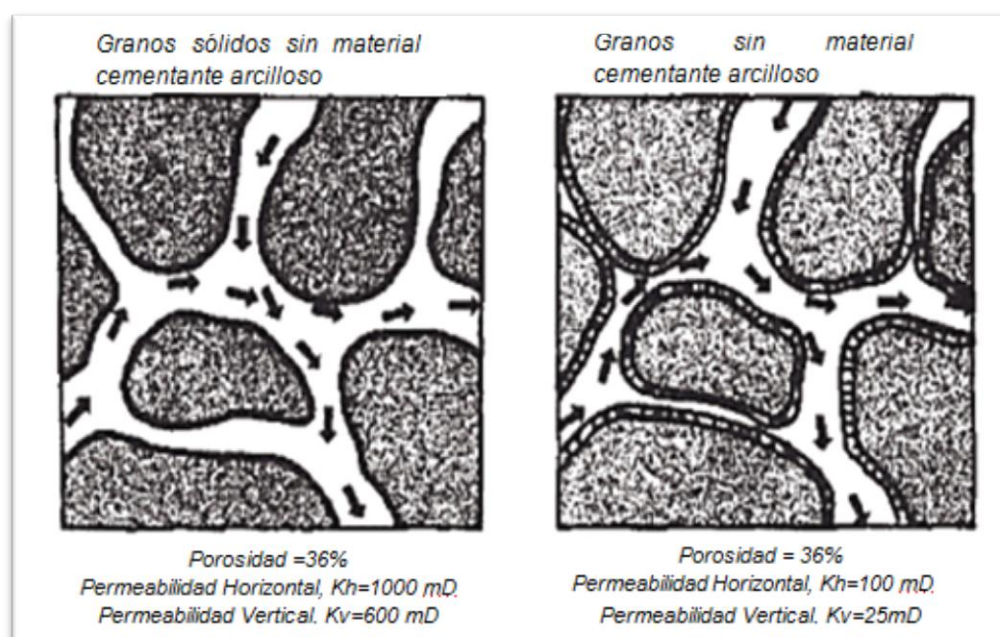 Granos sólidos sin material
cementante arcilloso
Granos sin material
cementante arcilloso
Porosidad =36%
Permeabilidad Horizontal, Kh=1000 mD.
Permeabilidad Vertical. Kv=600 mD
Porosidad = 36%
Permeabilidad Horizontal, Kh=100 mD.
Permeabilidad Vertical. Kv=25mD